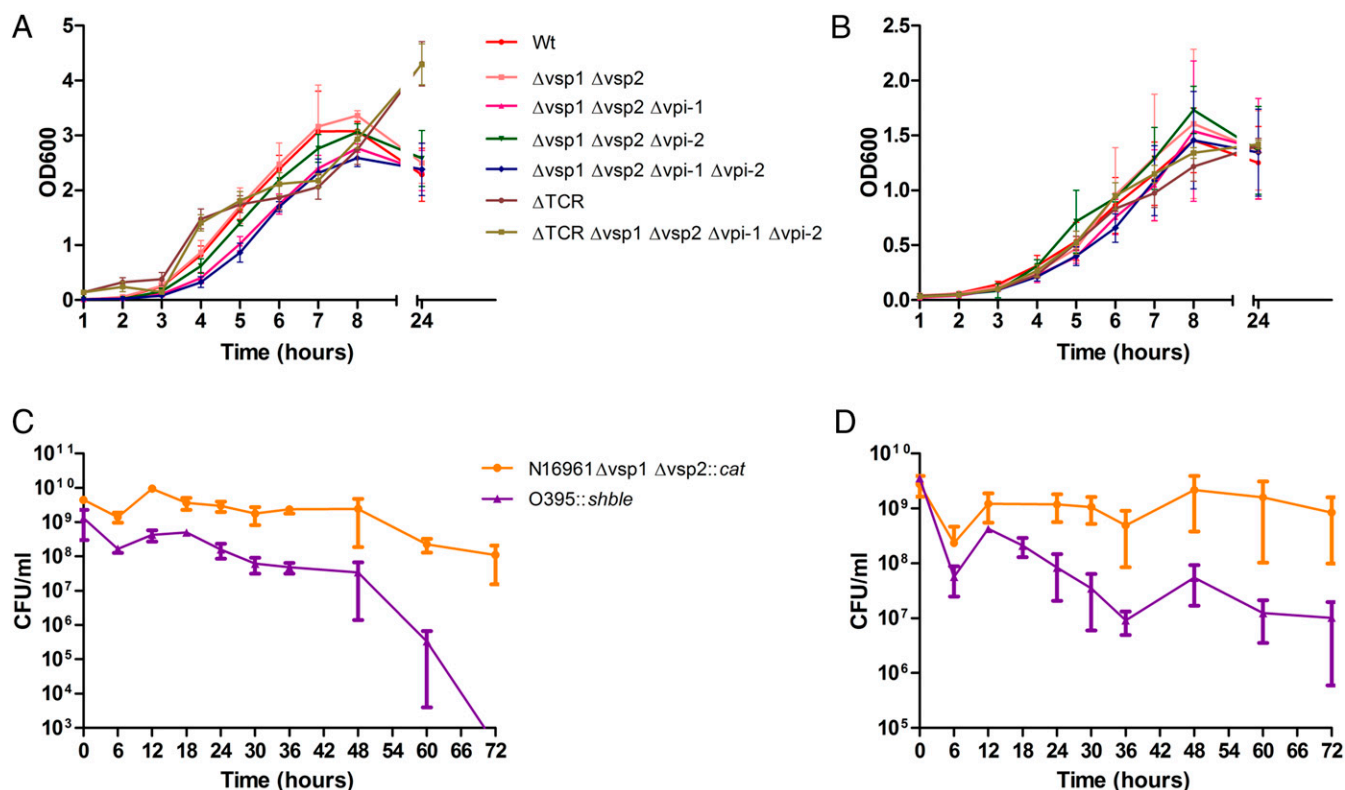 A
OD600
5
4
3
2
1
0
1 2 3 4 5 6 7 8 24
Time (hours)
Wt
Δvsp1 Δvsp2
Δvsp1 Δvsp2 Δvpi-1
Δvsp1 Δvsp2 Δvpi-2
Δvsp1 Δvsp2 Δvpi-1 Δvpi-2
ΔTCR
ΔTCR Δvsp1 Δvsp2 Δvpi-1 Δvpi-2
B
OD600
2.5
2.0
1.5
1.0
0.5
0.0
1 2 3 4 5 6 7 8 24
Time (hours)
C
CFU/ml
10¹¹
10¹⁰
10⁹
10⁸
10⁷
10⁶
10⁵
10⁴
10³
0 6 12 18 24 30 36 42 48 54 60 66 72
Time (hours)
N16961Δvsp1 Δvsp2::cat
O395::shble
D
CFU/ml
10¹⁰
10⁹
10⁸
10⁷
10⁶
10⁵
0 6 12 18 24 30 36 42 48 54 60 66 72
Time (hours)